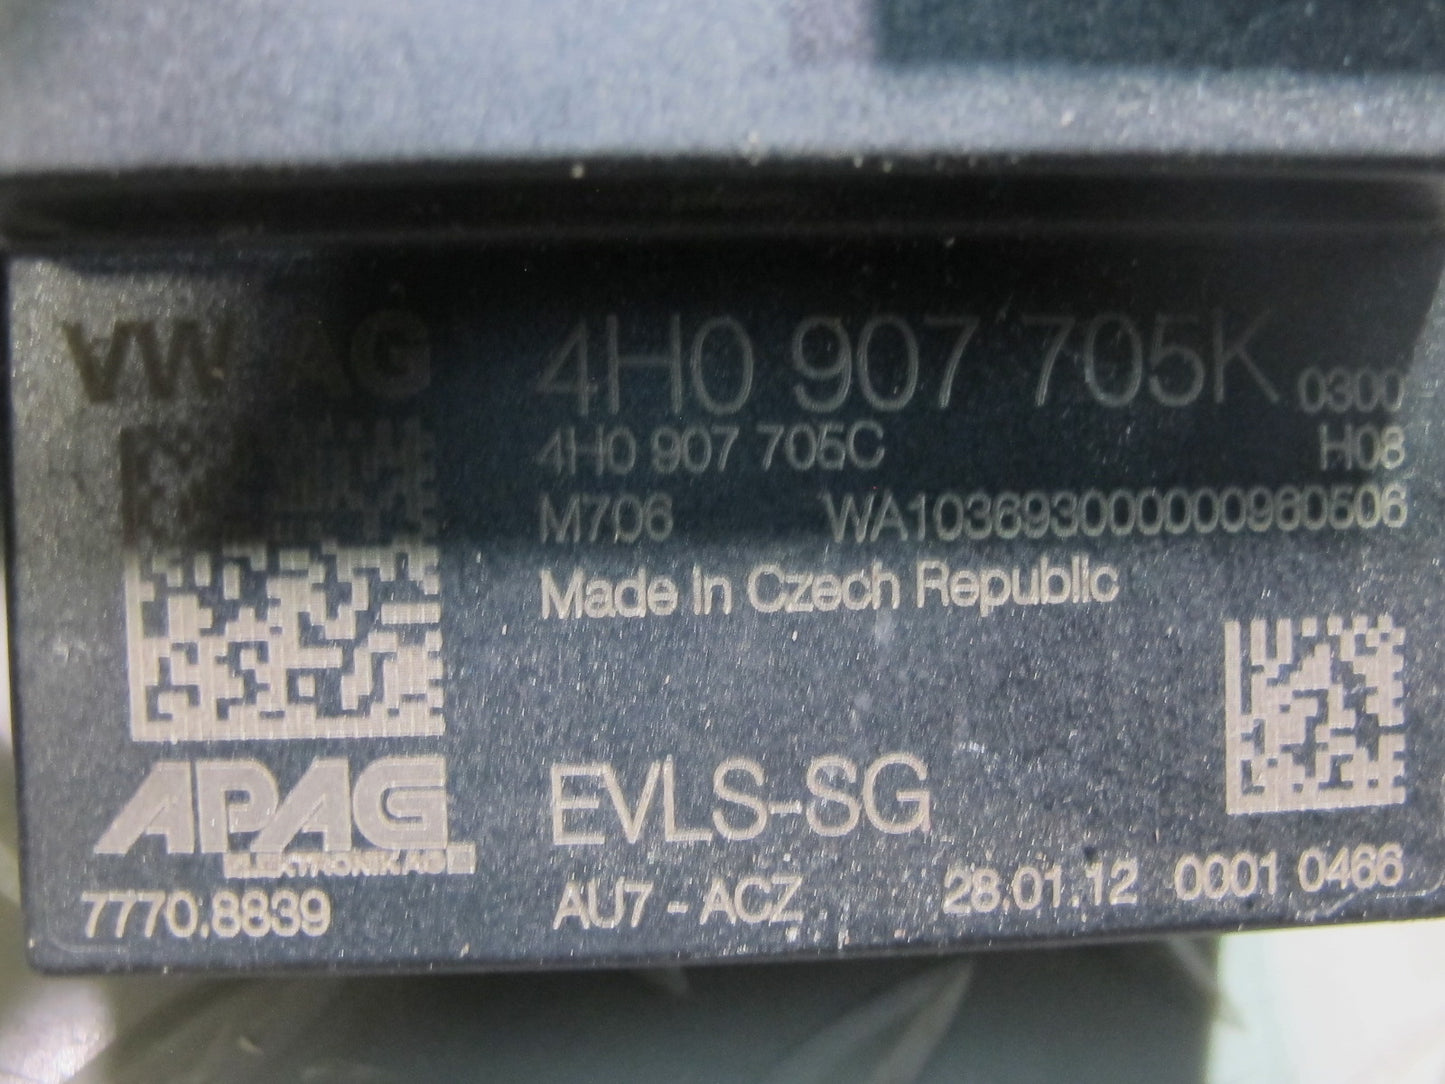 VW AG 4H0 907 705K 0300
4H0 907 705C H08
M706 WA1036930000000960506
Made In Czech Republic
APAG EVLS-SG
ELEKTRONIK AG
7770.8839 AU7 - ACZ 28.01.12 0001 0466